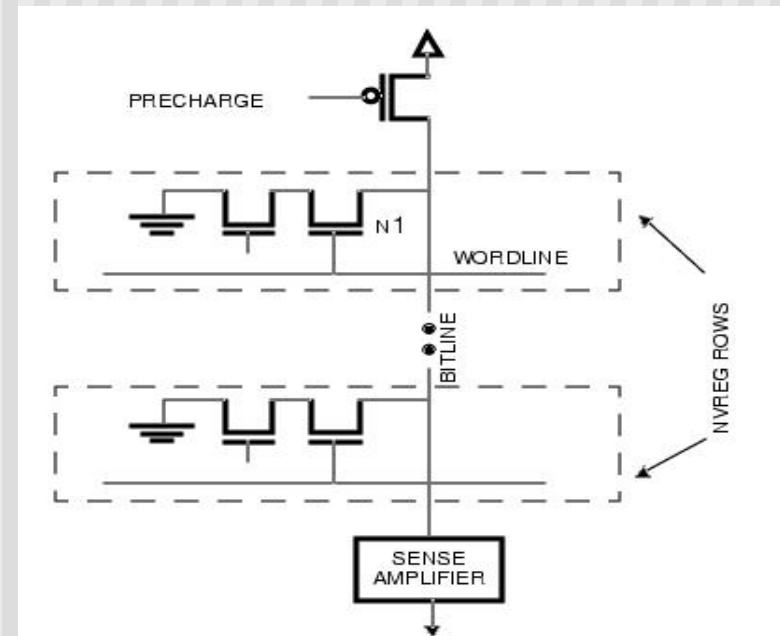 PRECHARGE
N1
WORDLINE
BITLINE
NVREG ROWS
SENSE
AMPLIFIER